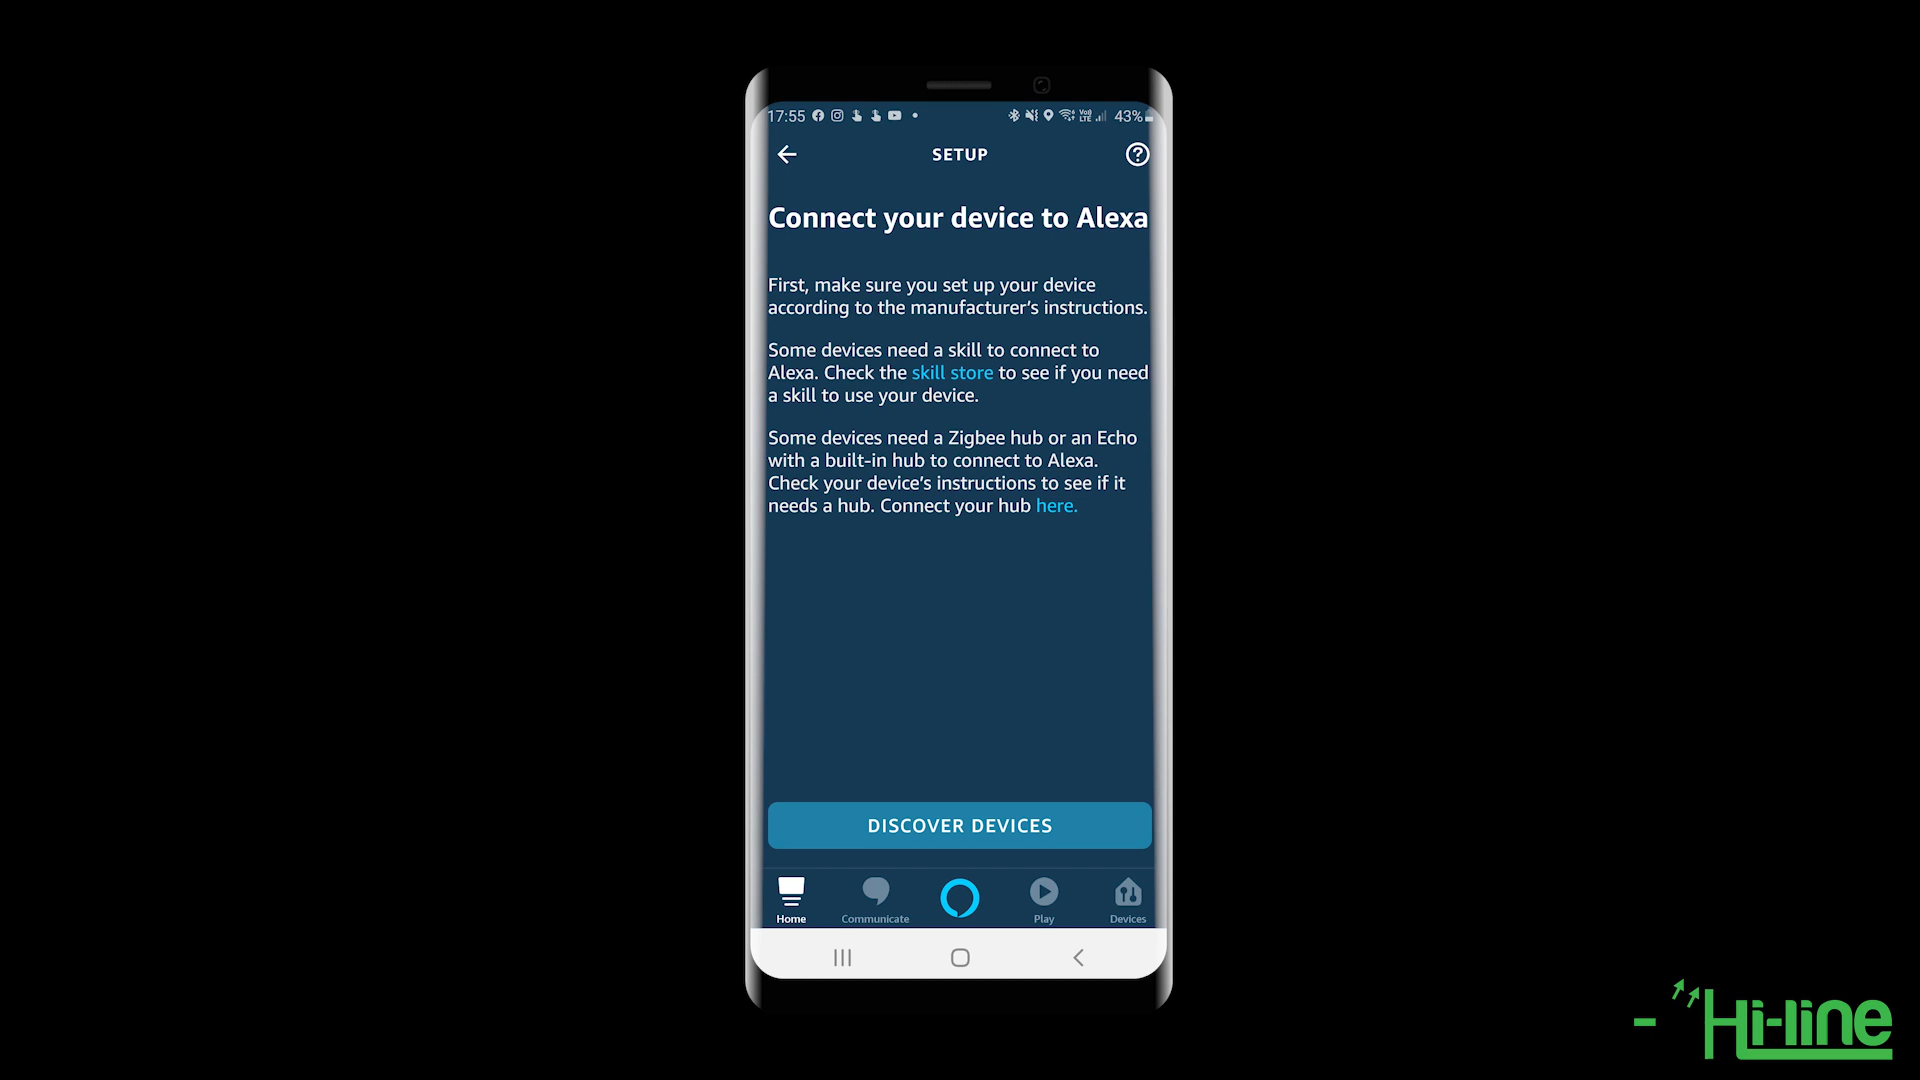 17:55 43%
SETUP
Connect your device to Alexa
First, make sure you set up your device
according to the manufacturer's instructions.
Some devices need a skill to connect to
Alexa. Check the skill store to see if you need
a skill to use your device.
Some devices need a Zigbee hub or an Echo
with a built-in hub to connect to Alexa.
Check your device's instructions to see if it
needs a hub. Connect your hub here.
DISCOVER DEVICES
Home Communicate Play Devices
Hi-line